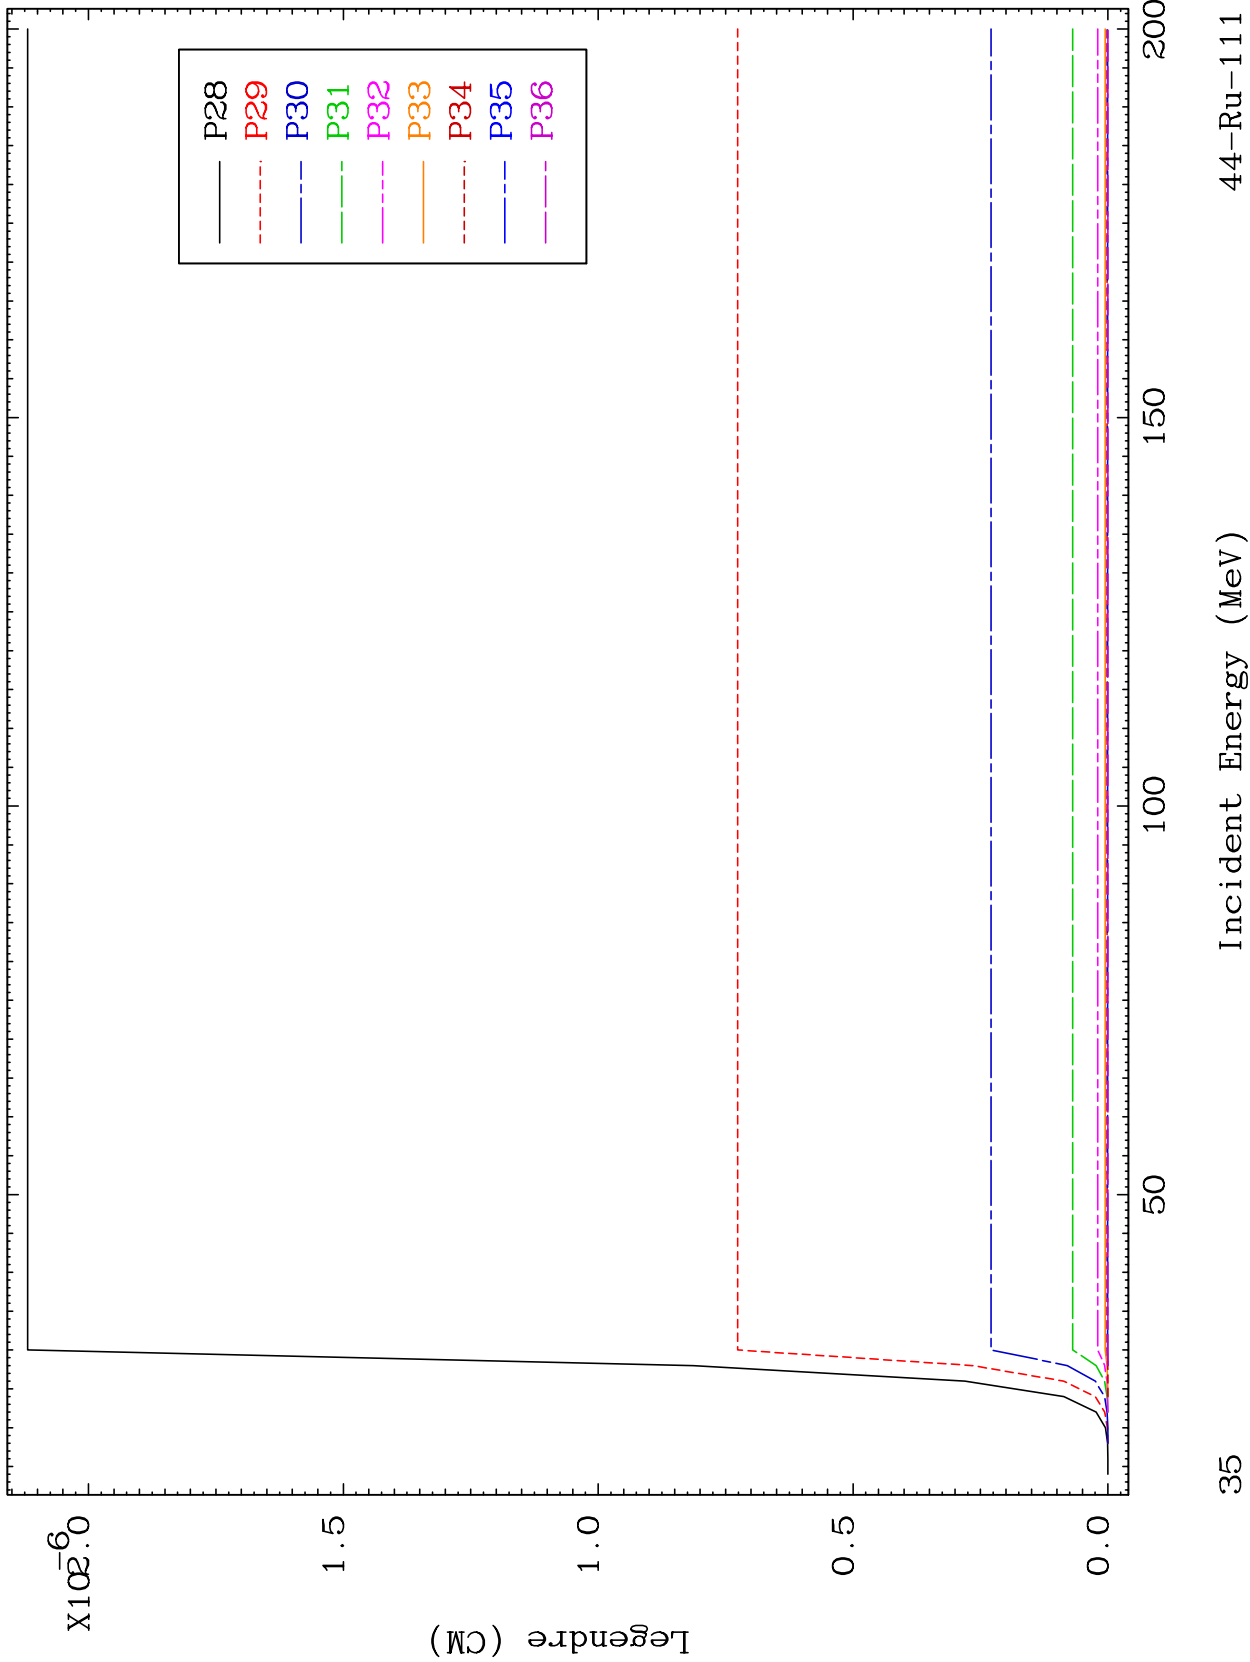 X10-6
2.0
1.5
1.0
0.5
0.0
Legendre (CM)
P28
P29
P30
P31
P32
P33
P34
P35
P36
50
100
150
200
Incident Energy (MeV)
35
44-Ru-111